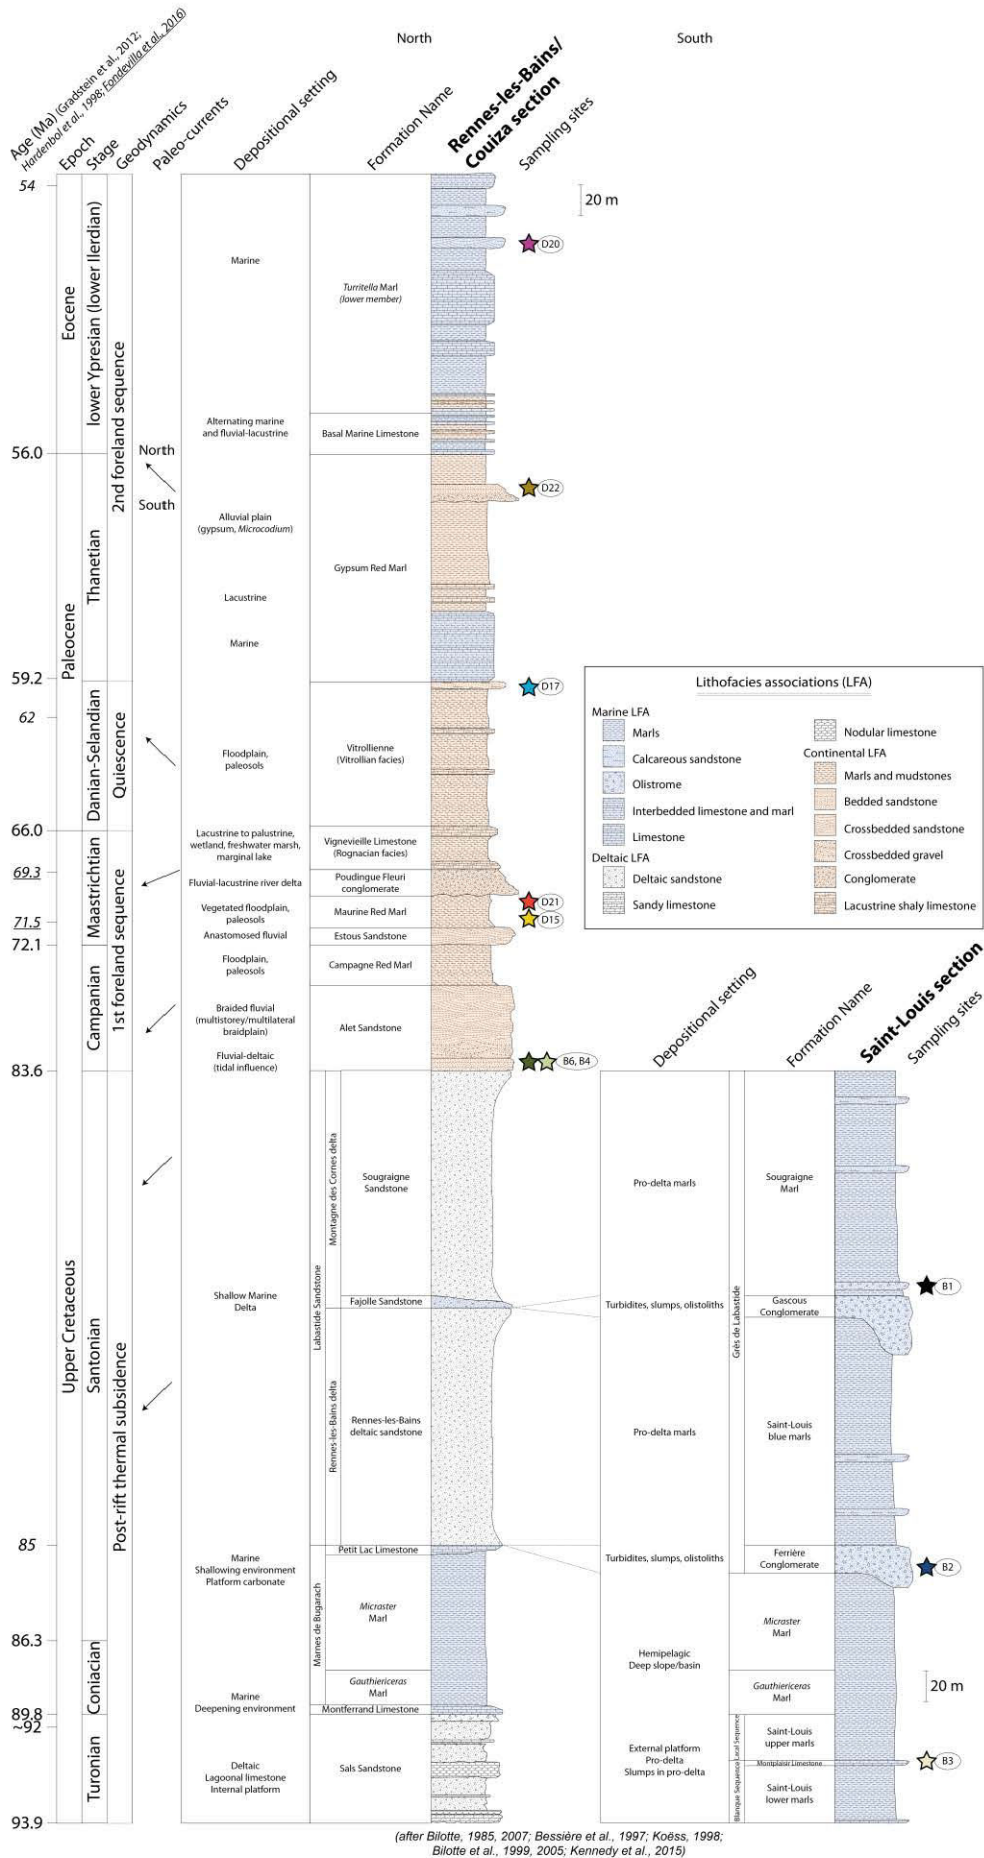 North
South
Age (Ma) (Gradstein et al., 2012;
Hardenbol et al., 1998; Fondevilla et al., 2016)
Epoch
Stage
Geodynamics
Paleo-currents
Depositional setting
Formation Name
Rennes-les-Bains/
Couiza section
Sampling sites
54
20 m
D20
Marine
Turritella Marl
(lower member)
Eocene
lower Ypresian (lower Ilerdian)
2nd foreland sequence
Alternating marine
and fluvial-lacustrine
Basal Marine Limestone
North
56.0
D22
South
Alluvial plain
(gypsum, Microcodium)
Gypsum Red Marl
Thanetian
Lacustrine
Paleocene
Marine
59.2
D17
62
Danian-Selandian
Quiescence
Floodplain,
paleosols
Vitrollienne
(Vitrollian facies)
66.0
Lacustrine to palustrine,
wetland, freshwater marsh,
marginal lake
Vignevieille Limestone
(Rognacian facies)
69.3
Maastrichtian
1st foreland sequence
Fluvial-lacustrine river delta
Poudingue Fleuri
conglomerate
D21
Vegetated floodplain,
paleosols
Maurine Red Marl
D15
71.5
Anastomosed fluvial
Estous Sandstone
72.1
Floodplain,
paleosols
Campagne Red Marl
Campanian
Braided fluvial
(multistorey/multilateral
braidplain)
Alet Sandstone
Fluvial-deltaic
(tidal influence)
B6, B4
83.6
Lithofacies associations (LFA)
Marine LFA
Marls
Calcareous sandstone
Olistrome
Interbedded limestone and marl
Limestone
Deltaic LFA
Deltaic sandstone
Sandy limestone
Nodular limestone
Continental LFA
Marls and mudstones
Bedded sandstone
Crossbedded sandstone
Crossbedded gravel
Conglomerate
Lacustrine shaly limestone
Depositional setting
Formation Name
Saint-Louis section
Sampling sites
Upper Cretaceous
Santonian
Post-rift thermal subsidence
Shallow Marine
Delta
Labastide Sandstone
Montagne des Cornes delta
Sougraigne
Sandstone
Fajolle Sandstone
Rennes-les-Bains delta
Rennes-les-Bains
deltaic sandstone
Pro-delta marls
Sougraigne
Marl
B1
Turbidites, slumps, olistoliths
Grès de Labastide
Gascous
Conglomerate
Pro-delta marls
Saint-Louis
blue marls
85
Petit Lac Limestone
Marine
Shallowing environment
Platform carbonate
Turbidites, slumps, olistoliths
Ferrière
Conglomerate
B2
Marnes de Bugarach
Micraster
Marl
Micraster
Marl
86.3
Coniacian
Hemipelagic
Deep slope/basin
Gauthiericeras
Marl
Gauthiericeras
Marl
20 m
Marine
Deepening environment
Montferrand Limestone
89.8
~92
Turonian
Deltaic
Lagoonal limestone
Internal platform
Sals Sandstone
External platform
Pro-delta
Slumps in pro-delta
Blanque Sequence
Local Sequence
Saint-Louis
upper marls
Montplaisir Limestone
B3
Saint-Louis
lower marls
93.9
(after Bilotte, 1985, 2007; Bessière et al., 1997; Koëss, 1998;
Bilotte et al., 1999, 2005; Kennedy et al., 2015)